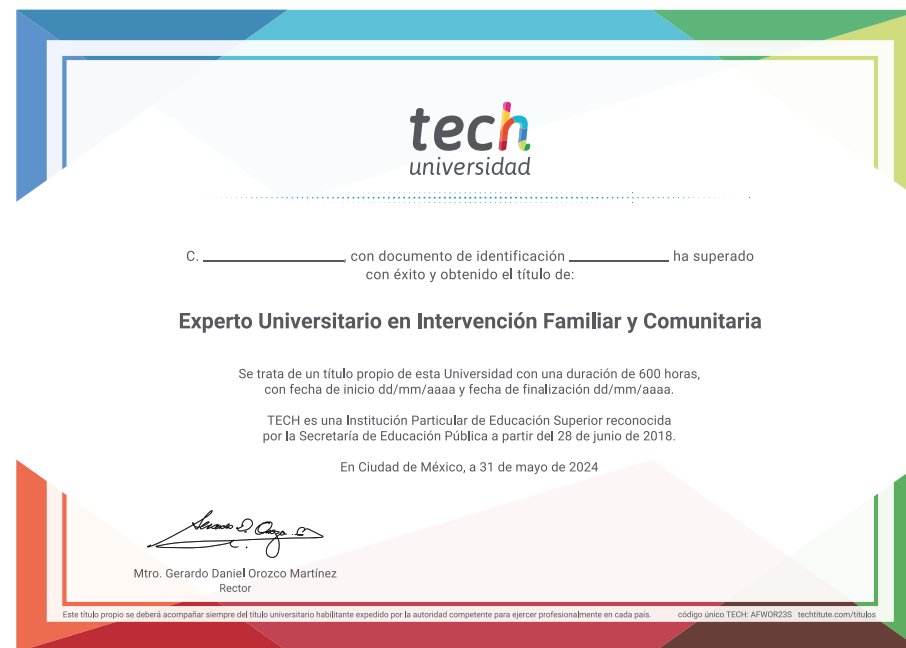 tech
universidad
C. ____________, con documento de identificación ____________ ha superado
con éxito y obtenido el título de:
Experto Universitario en Intervención Familiar y Comunitaria
Se trata de un título propio de esta Universidad con una duración de 600 horas,
con fecha de inicio dd/mm/aaaa y fecha de finalización dd/mm/aaaa.
TECH es una Institución Particular de Educación Superior reconocida
por la Secretaría de Educación Pública a partir del 28 de junio de 2018.
En Ciudad de México, a 31 de mayo de 2024
Mtro. Gerardo Daniel Orozco Martínez
Rector
Este título propio se deberá acompañar siempre del título universitario habilitante expedido por la autoridad competente para ejercer profesionalmente en cada país. código único TECH: AFWOR23S techtitute.com/titulos